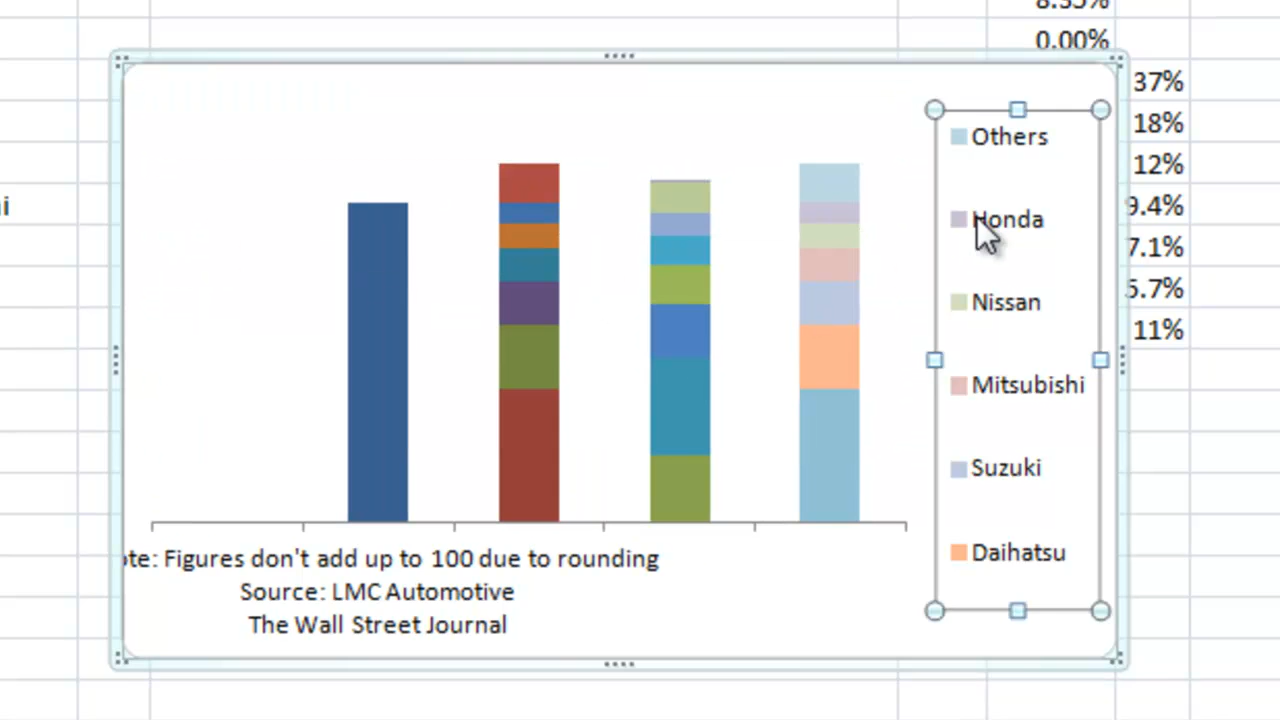 0.00%
37%
18%
12%
9.4%
7.1%
5.7%
11%
Others
Honda
Nissan
Mitsubishi
Suzuki
Daihatsu
ote: Figures don't add up to 100 due to rounding
Source: LMC Automotive
The Wall Street Journal